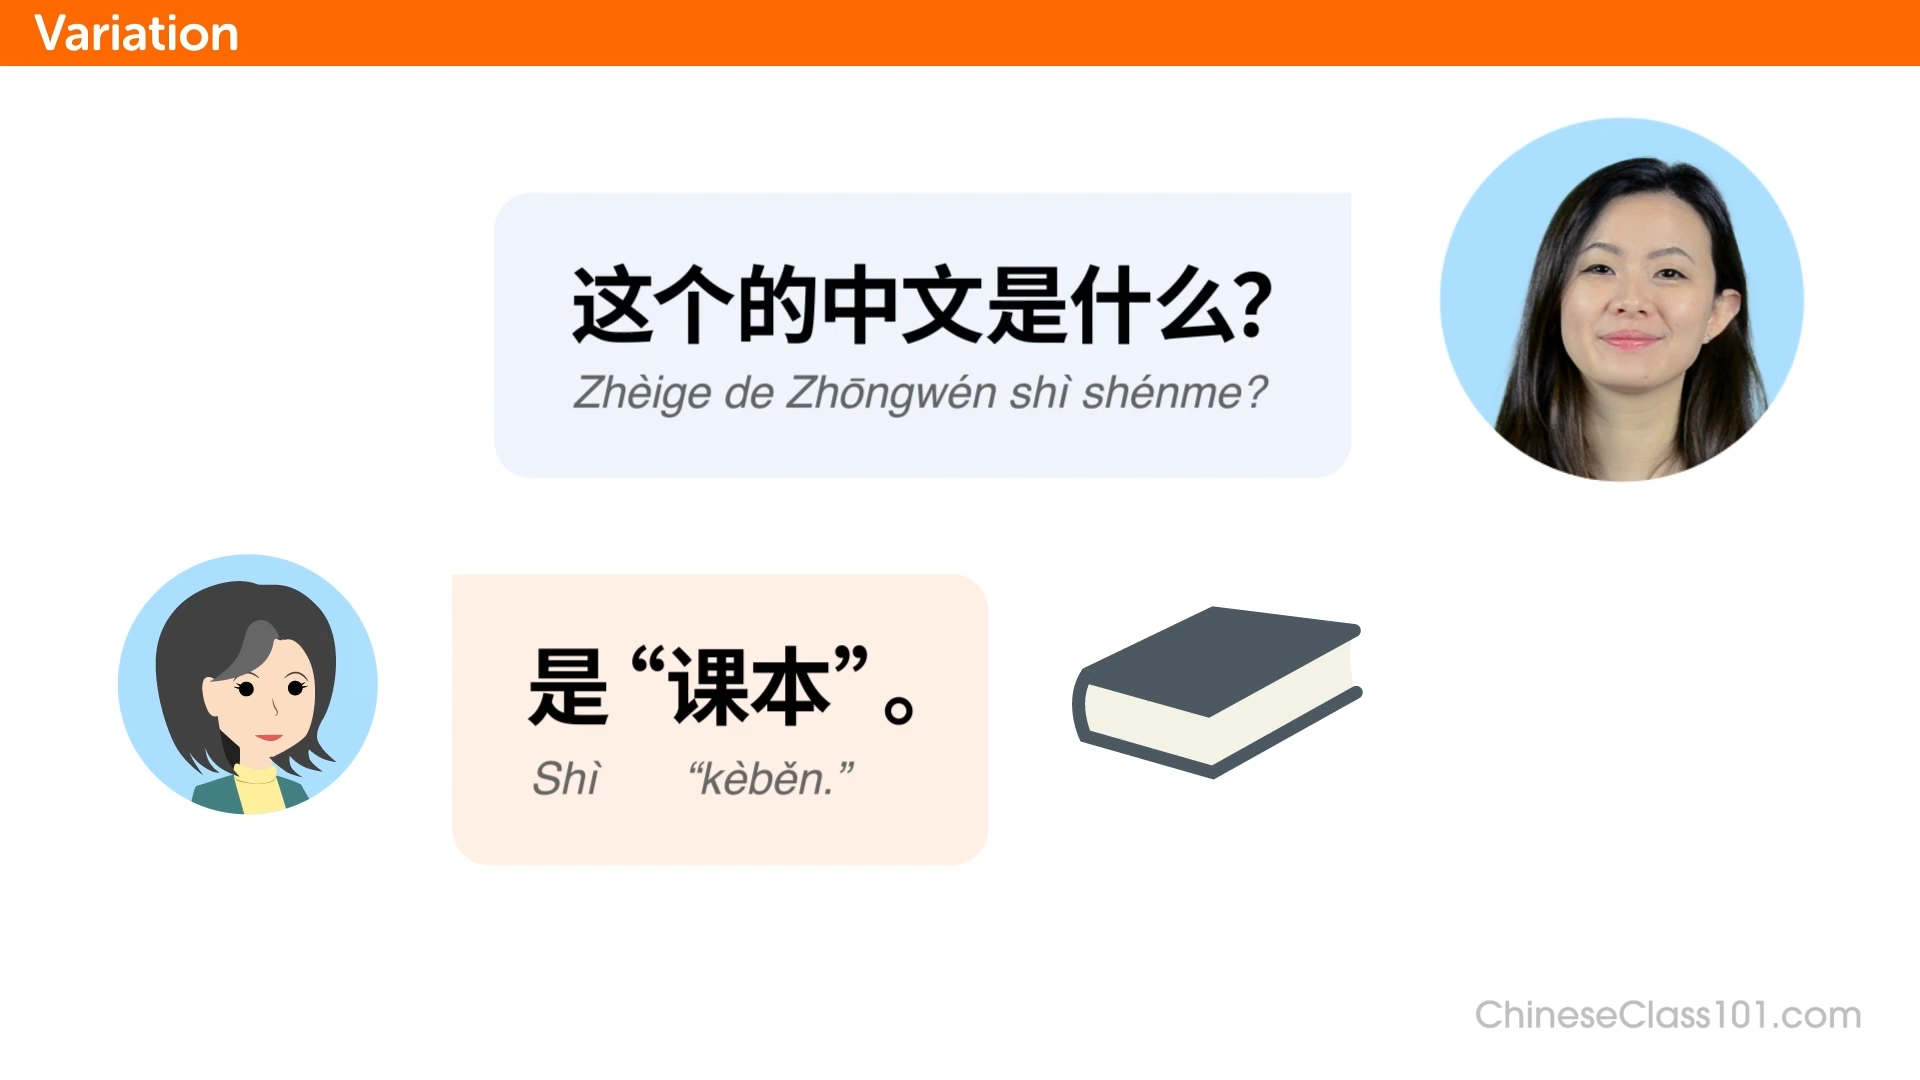 Variation
这个的中文是什么？
Zhèige de Zhōngwén shì shénme?
是 “课本” 。
Shì “kèběn.”
ChineseClass101.com